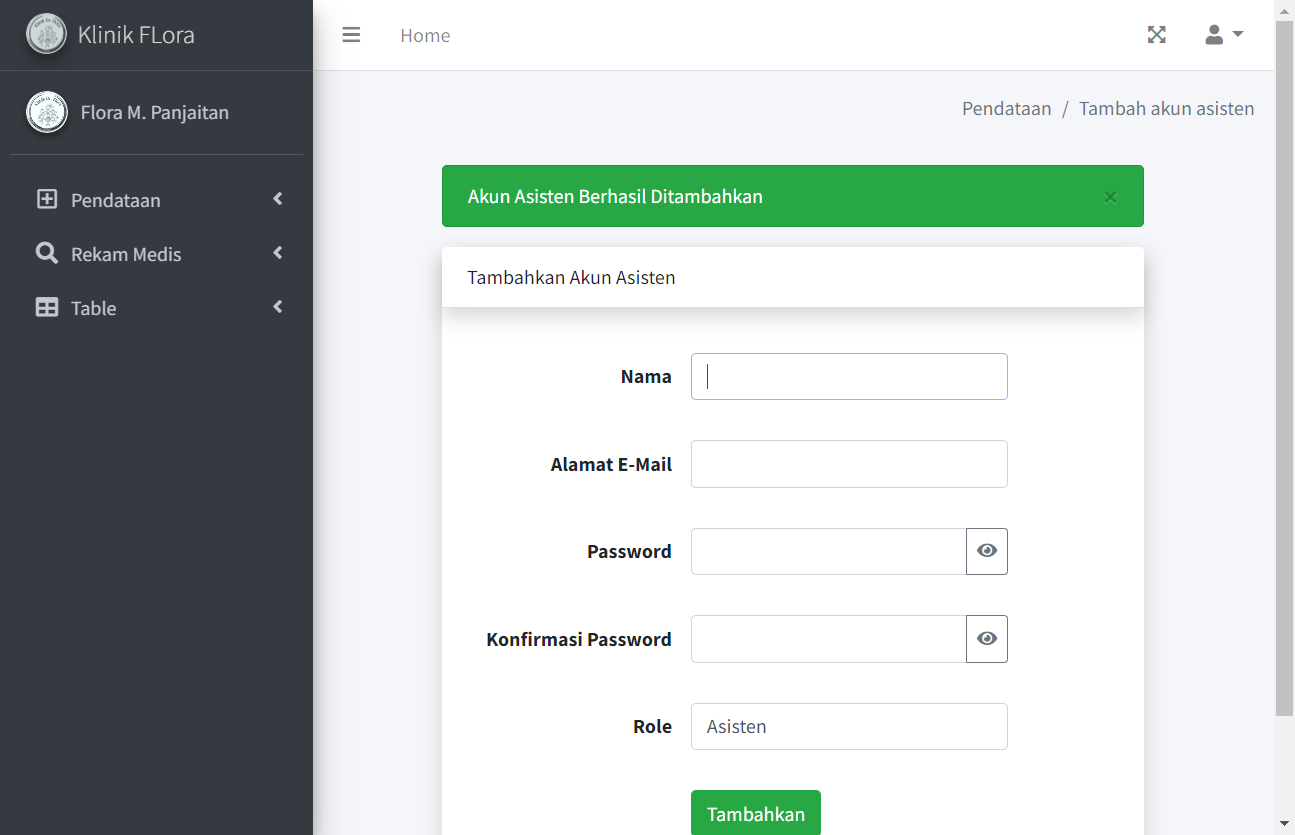 Klinik FLora
Home
Flora M. Panjaitan
Pendataan / Tambah akun asisten
Pendataan
Rekam Medis
Table
Akun Asisten Berhasil Ditambahkan
×
Tambahkan Akun Asisten
Nama
Alamat E-Mail
Password
Konfirmasi Password
Role Asisten
Tambahkan